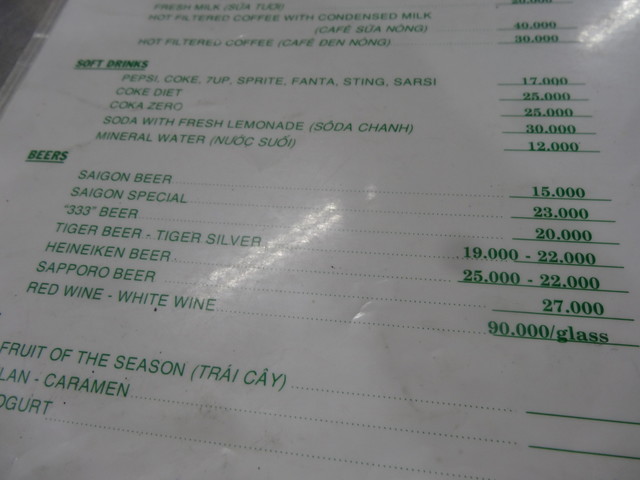 FRESH MILK (SỮA TƯƠI) 20.000
HOT FILTERED COFFEE WITH CONDENSED MILK
(CAFÉ SỮA NÓNG) 40.000
HOT FILTERED COFFEE (CAFÉ ĐEN NÓNG) 30.000
SOFT DRINKS
PEPSI, COKE, 7UP, SPRITE, FANTA, STING, SARSI 17.000
COKE DIET 25.000
COKA ZERO 25.000
SODA WITH FRESH LEMONADE (SÔDA CHANH) 30.000
MINERAL WATER (NƯỚC SUỐI) 12.000
BEERS
SAIGON BEER 15.000
SAIGON SPECIAL 23.000
"333" BEER 20.000
TIGER BEER - TIGER SILVER 19.000 - 22.000
HEINEIKEN BEER 25.000 - 22.000
SAPPORO BEER 27.000
RED WINE - WHITE WINE 90.000/glass
FRUIT OF THE SEASON (TRÁI CÂY)
LAN - CARAMEN
OGURT